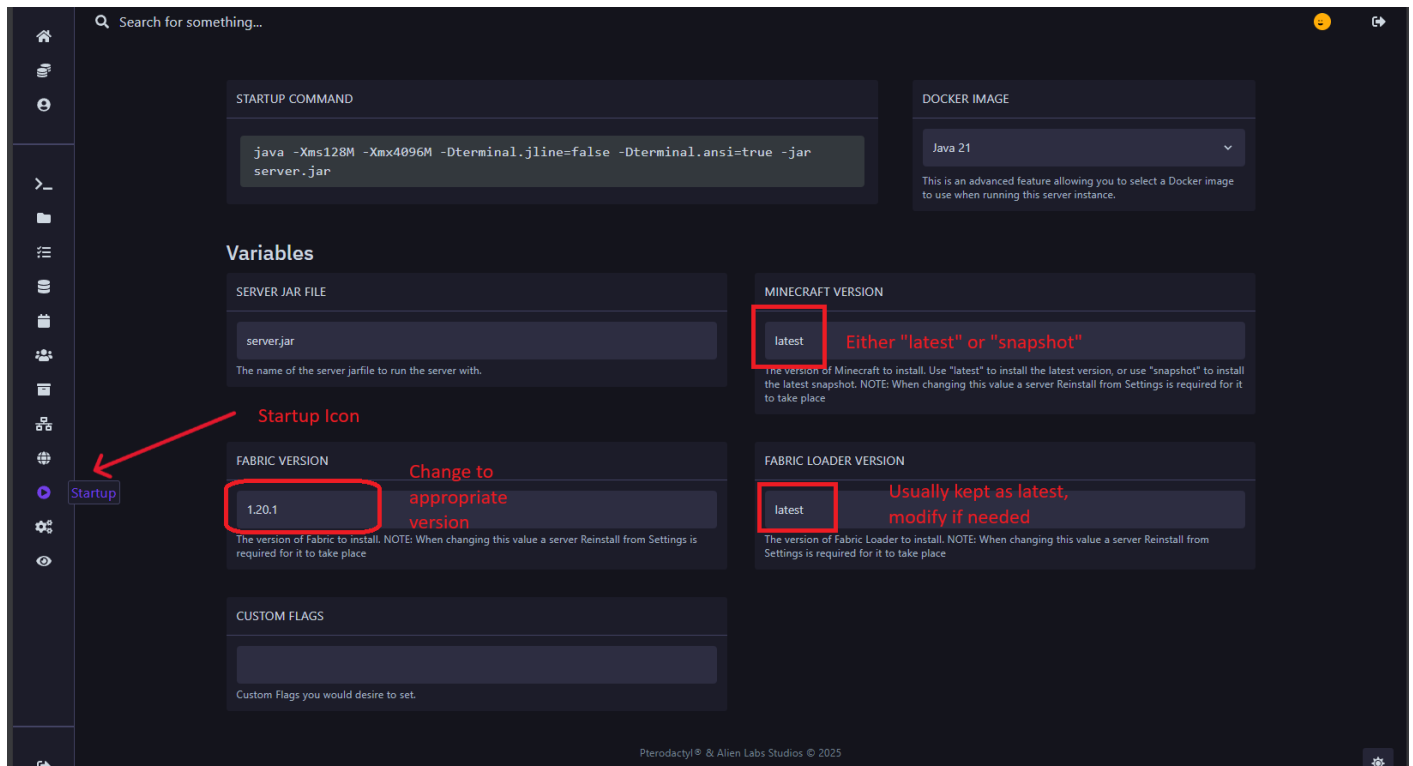 Search for something...
STARTUP COMMAND
java -Xms128M -Xmx4096M -Dterminal.jline=false -Dterminal.ansi=true -jar
server.jar
DOCKER IMAGE
Java 21
This is an advanced feature allowing you to select a Docker image
to use when running this server instance.
Variables
SERVER JAR FILE
server.jar
The name of the server jarfile to run the server with.
MINECRAFT VERSION
latest
Either "latest" or "snapshot"
The version of Minecraft to install. Use "latest" to install the latest version, or use "snapshot" to install
the latest snapshot. NOTE: When changing this value a server Reinstall from Settings is required for it
to take place
Startup Icon
Startup
FABRIC VERSION
Change to
appropriate
version
1.20.1
The version of Fabric to install. NOTE: When changing this value a server Reinstall from Settings is
required for it to take place
FABRIC LOADER VERSION
latest
Usually kept as latest,
modify if needed
The version of Fabric Loader to install. NOTE: When changing this value a server Reinstall from
Settings is required for it to take place
CUSTOM FLAGS
Custom Flags you would desire to set.
Pterodactyl® & Alien Labs Studios © 2025